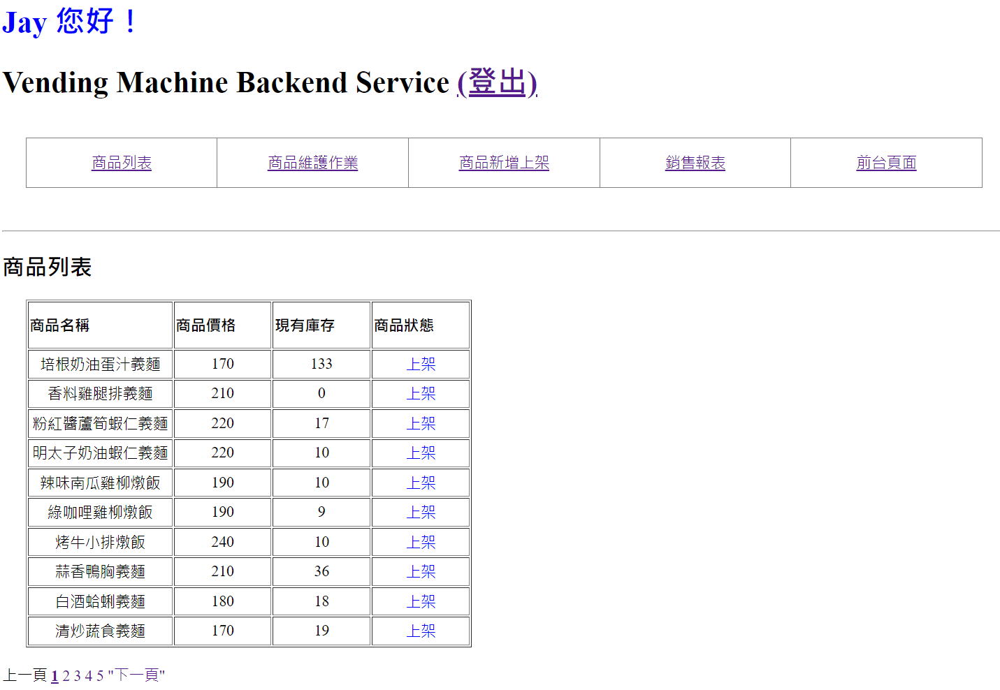 Jay 您好！
Vending Machine Backend Service (登出)
商品列表 商品維護作業 商品新增上架 銷售報表 前台頁面
商品列表
商品名稱 商品價格 現有庫存 商品狀態
培根奶油蛋汁義麵 170 133 上架
香料雞腿排義麵 210 0 上架
粉紅醬蘆筍蝦仁義麵 220 17 上架
明太子奶油蝦仁義麵 220 10 上架
辣味南瓜雞柳燉飯 190 10 上架
綠咖哩雞柳燉飯 190 9 上架
烤牛小排燉飯 240 10 上架
蒜香鴨胸義麵 210 36 上架
白酒蛤蜊義麵 180 18 上架
清炒蔬食義麵 170 19 上架
上一頁 1 2 3 4 5 "下一頁"